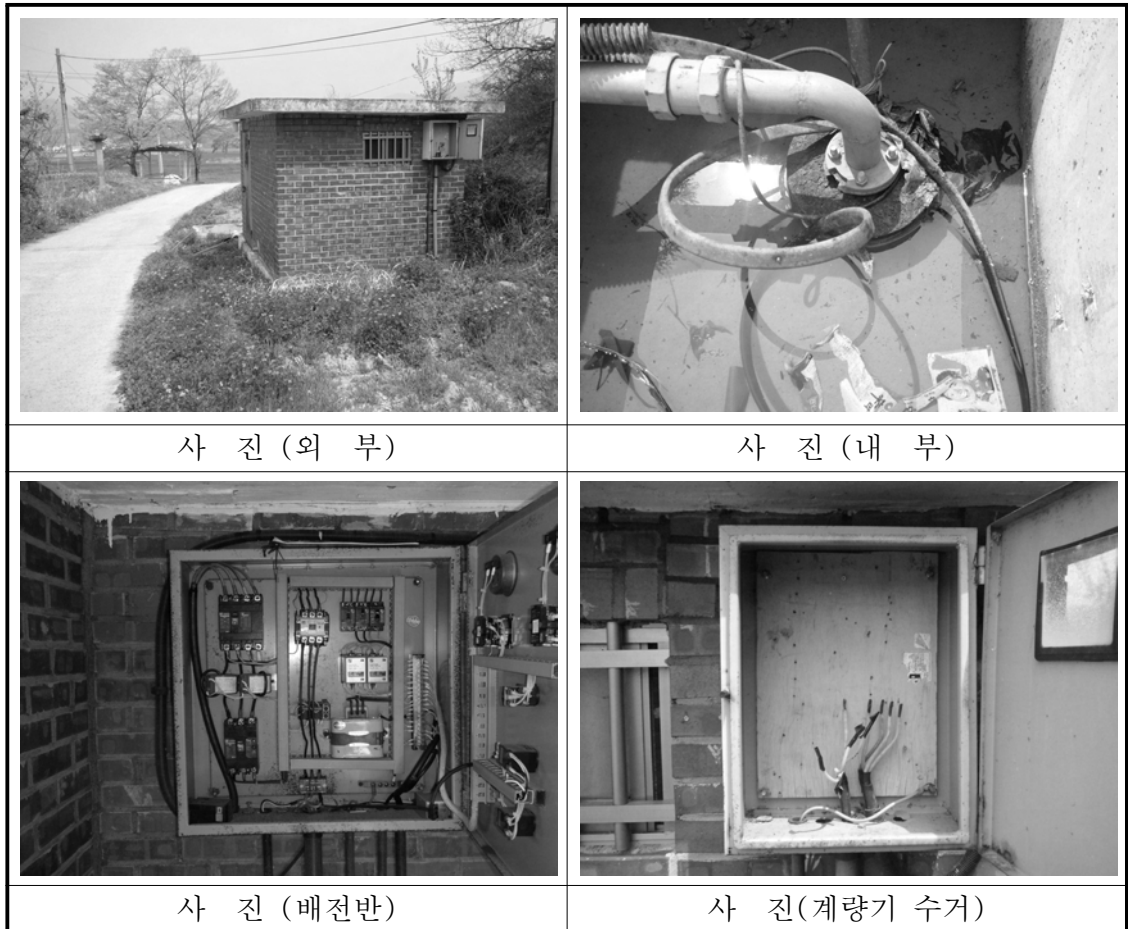 사 진 (외 부)
사 진 (내 부)
사 진 (배전반)
사 진(계량기 수거)